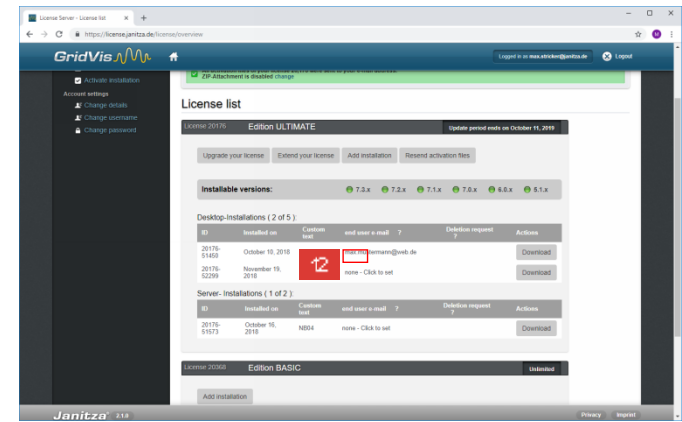 License Server - License list
https://license.janitza.de/license/overview
GridVis
Logged in as max.stricker@janitza.de Logout
ZIP-Attachment is disabled change
Activate installation
Account settings
Change details
Change username
Change password
License list
License 20176 Edition ULTIMATE Update period ends on October 11, 2019
Upgrade your license Extend your license Add installation Resend activation files
Installable versions: 7.3.x 7.2.x 7.1.x 7.0.x 6.0.x 5.1.x
Desktop-Installations ( 2 of 5 ):
ID Installed on Custom text end user e-mail ? Deletion request ? Actions
20176-51450 October 10, 2018 max.mustermann@web.de Download
12
20176-52299 November 19, 2018 none - Click to set Download
Server- Installations ( 1 of 2 ):
ID Installed on Custom text end user e-mail ? Deletion request ? Actions
20176-51573 October 16, 2018 NB04 none - Click to set Download
License 20368 Edition BASIC Unlimited
Add installation
Janitza 2.1.0 Privacy Imprint